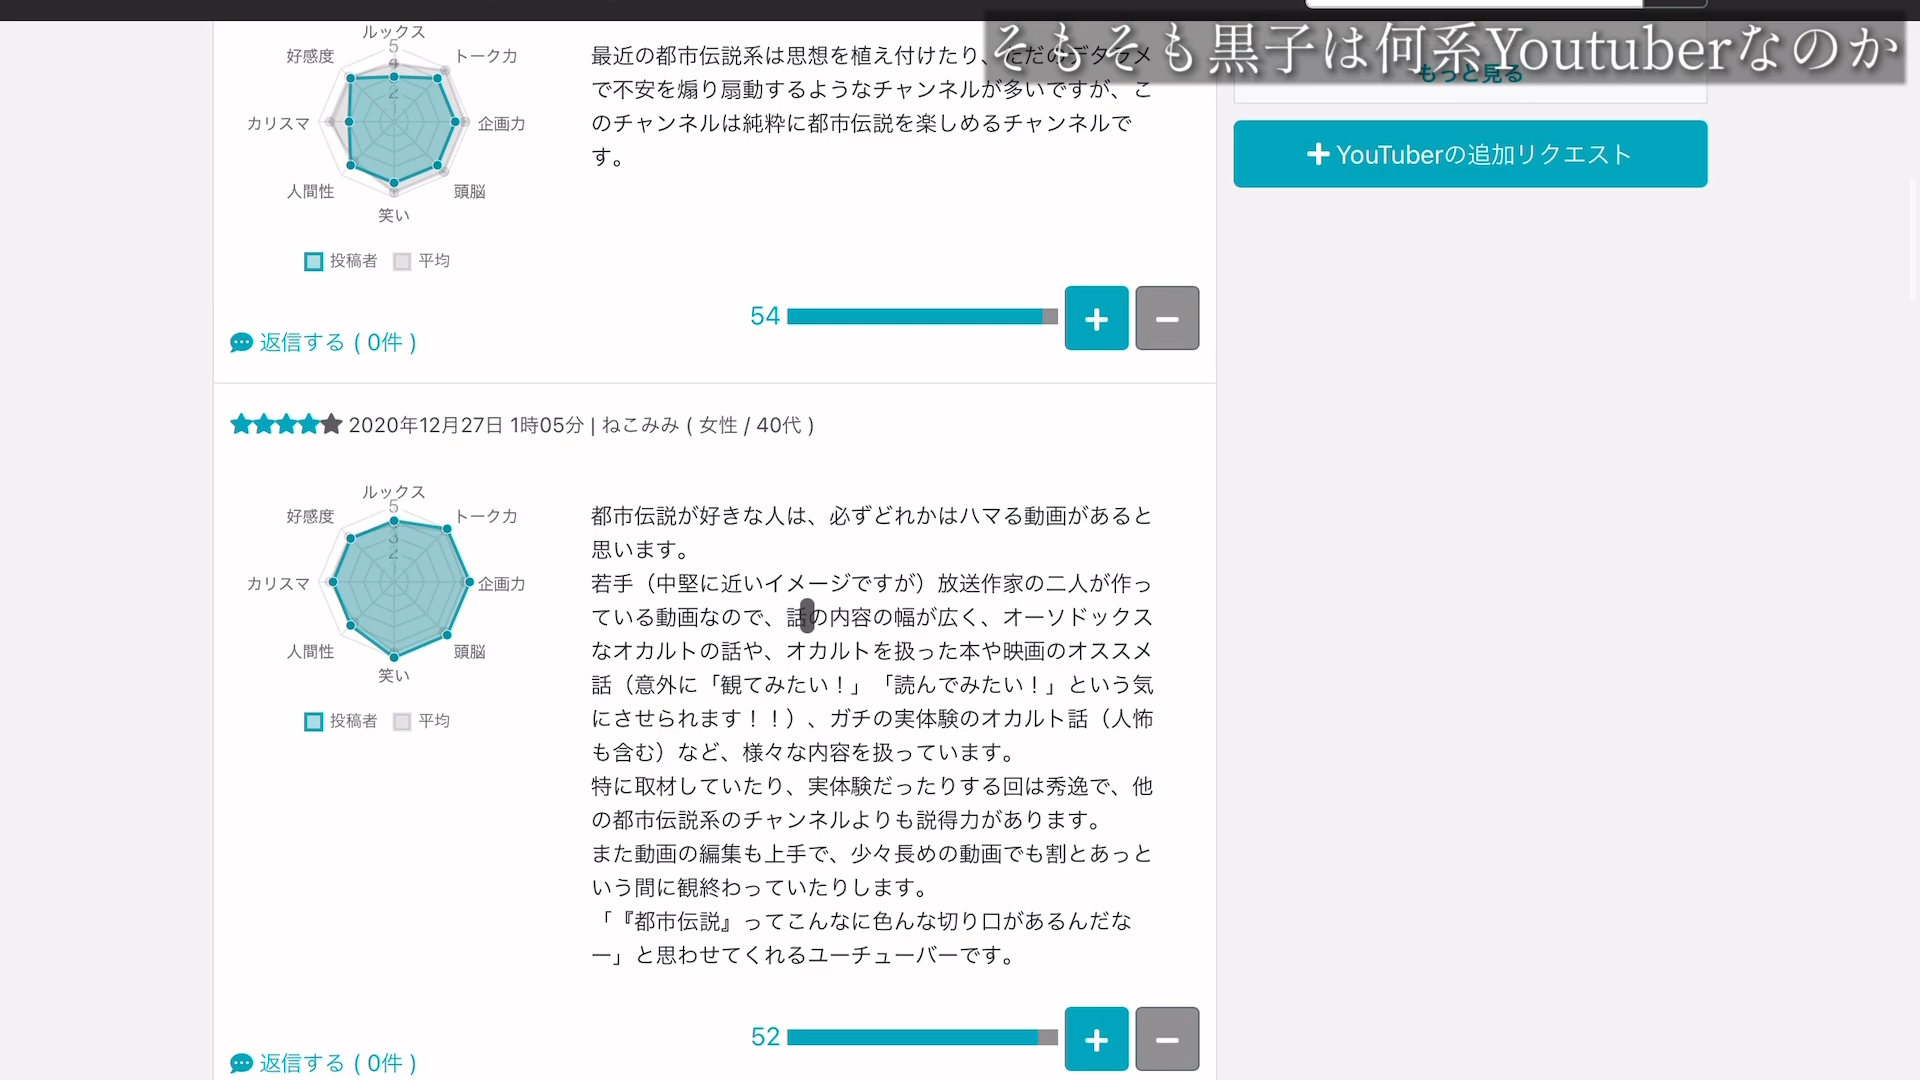 そもそも黒子は何系Youtuberなのか
ルックス
5
4
2
1
好感度
トーク力
カリスマ
企画力
人間性
頭脳
笑い
投稿者
平均
最近の都市伝説系は思想を植え付けたり、ただのデタラメ
で不安を煽り扇動するようなチャンネルが多いですが、こ
のチャンネルは純粋に都市伝説を楽しめるチャンネルで
す。
54
返信する ( 0件 )
もっと見る
YouTuberの追加リクエスト
2020年12月27日 1時05分 | ねこみみ ( 女性 / 40代 )
ルックス
5
3
2
1
好感度
トーク力
カリスマ
企画力
人間性
頭脳
笑い
投稿者
平均
都市伝説が好きな人は、必ずどれかはハマる動画があると
思います。
若手（中堅に近いイメージですが）放送作家の二人が作っ
ている動画なので、話の内容の幅が広く、オーソドックス
なオカルトの話や、オカルトを扱った本や映画のオススメ
話（意外に「観てみたい！」「読んでみたい！」という気
にさせられます！！）、ガチの実体験のオカルト話（人怖
も含む）など、様々な内容を扱っています。
特に取材していたり、実体験だったりする回は秀逸で、他
の都市伝説系のチャンネルよりも説得力があります。
また動画の編集も上手で、少々長めの動画でも割とあっと
いう間に観終わっていたりします。
「『都市伝説』ってこんなに色んな切り口があるんだな
ー」と思わせてくれるユーチューバーです。
52
返信する ( 0件 )